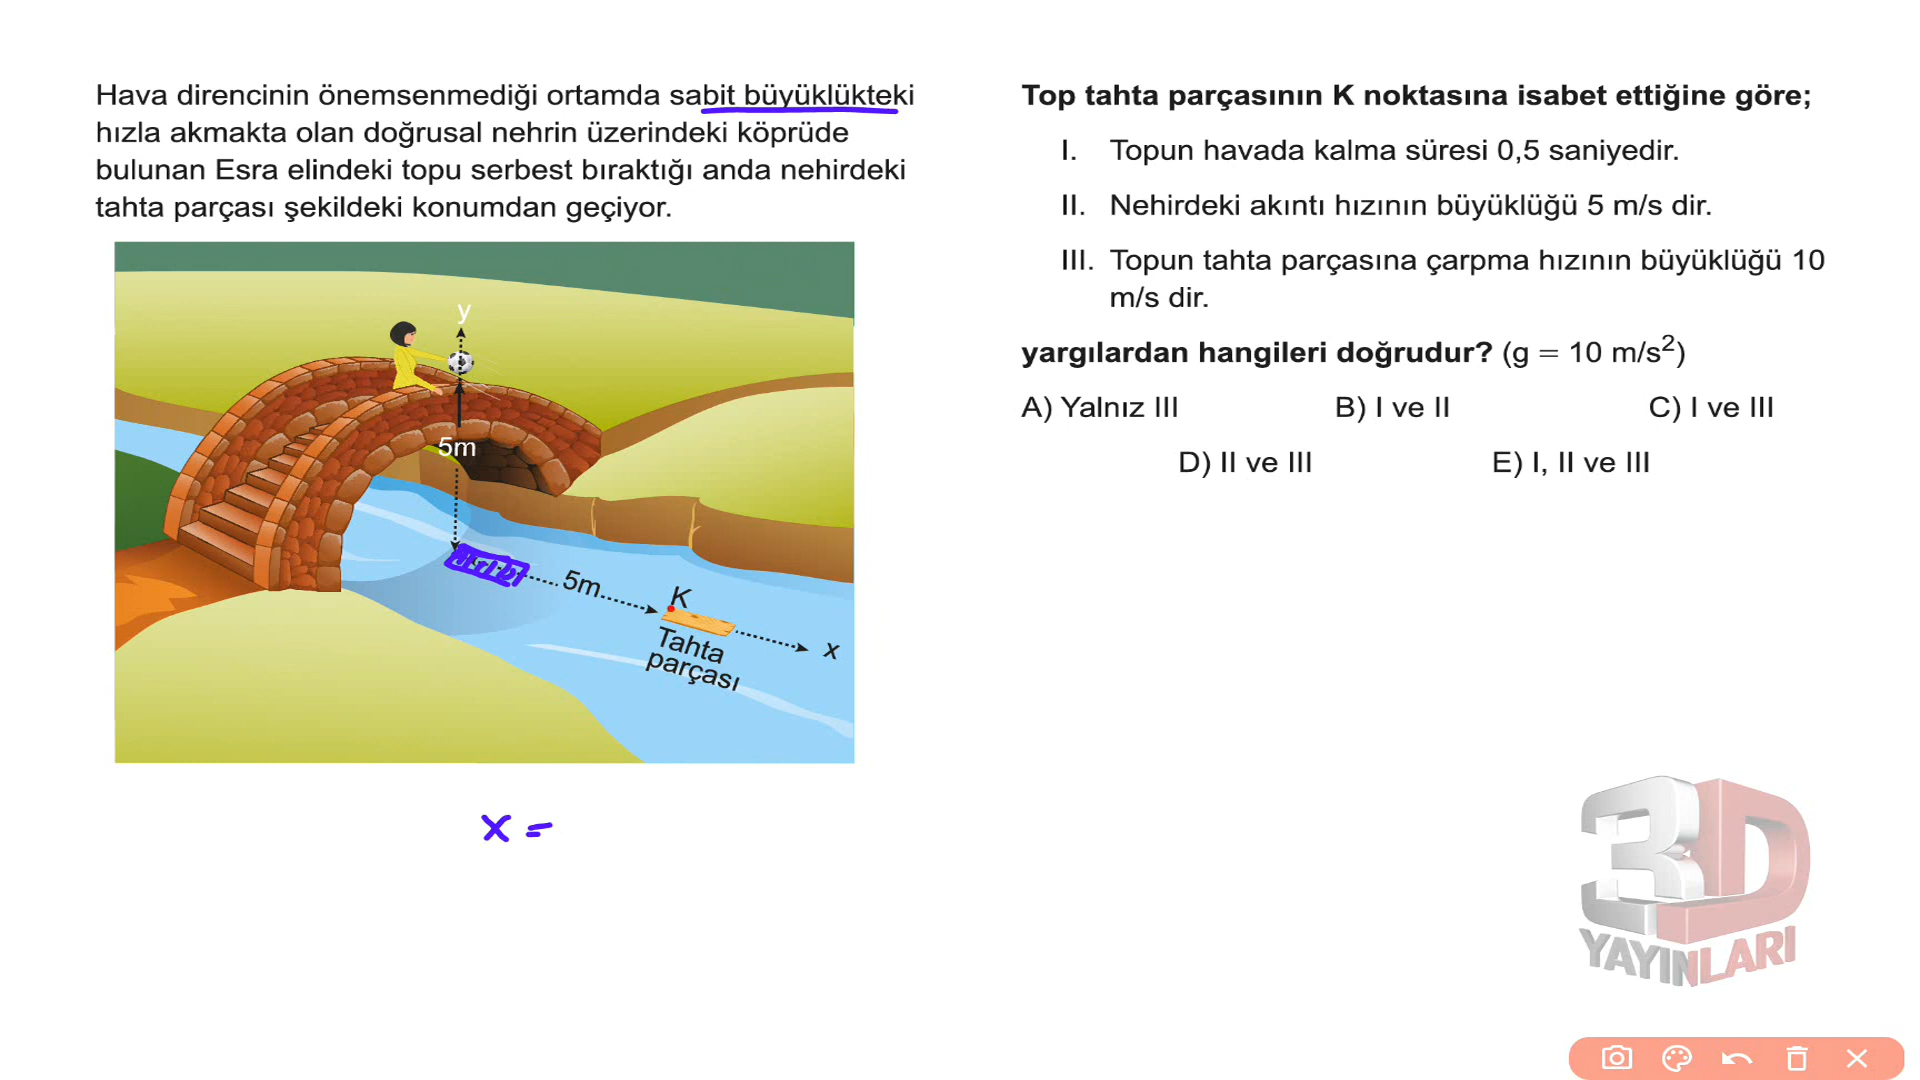 Hava direncinin önemsenmediği ortamda sabit büyüklükteki
hızla akmakta olan doğrusal nehrin üzerindeki köprüde
bulunan Esra elindeki topu serbest bıraktığı anda nehirdeki
tahta parçası şekildeki konumdan geçiyor.
y
5m
5m
K
Tahta
parçası
x
x =
Top tahta parçasının K noktasına isabet ettiğine göre;
I. Topun havada kalma süresi 0,5 saniyedir.
II. Nehirdeki akıntı hızının büyüklüğü 5 m/s dir.
III. Topun tahta parçasına çarpma hızının büyüklüğü 10
m/s dir.
yargılardan hangileri doğrudur? (g = 10 m/s²)
A) Yalnız III B) I ve II C) I ve III
D) II ve III E) I, II ve III
3D
YAYINLARI